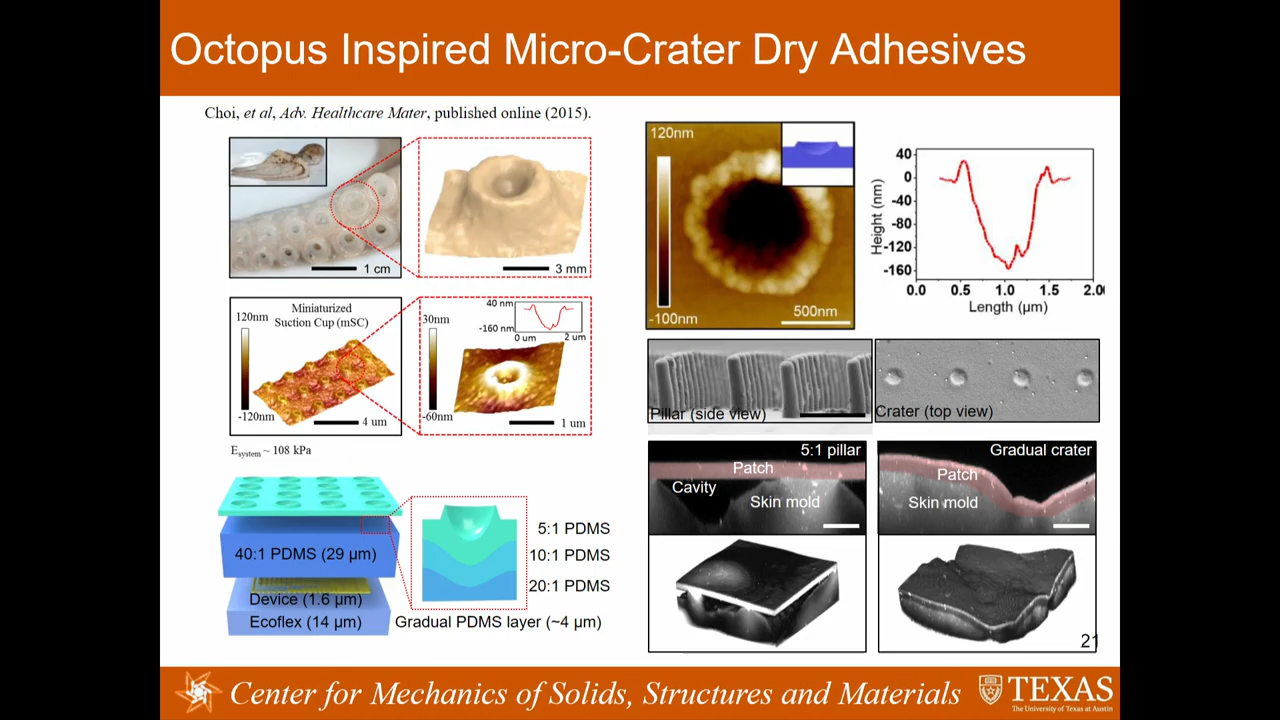 Octopus Inspired Micro-Crater Dry Adhesives
Choi, et al, Adv. Healthcare Mater, published online (2015).
1 cm
3 mm
Miniaturized
Suction Cup (mSC)
120nm
-120nm
4 um
30nm
-60nm
40 nm
-160 nm
0 um
2 um
1 um
Esystem ~ 108 kPa
40:1 PDMS (29 µm)
Device (1.6 µm)
Ecoflex (14 µm)
5:1 PDMS
10:1 PDMS
20:1 PDMS
Gradual PDMS layer (~4 µm)
120nm
-100nm
500nm
Height (nm)
40
0
-40
-80
-120
-160
0.0 0.5 1.0 1.5 2.0
Length (µm)
Pillar (side view)
Crater (top view)
5:1 pillar
Patch
Cavity
Skin mold
Gradual crater
Patch
Skin mold
21
Center for Mechanics of Solids, Structures and Materials
TEXAS
The University of Texas at Austin